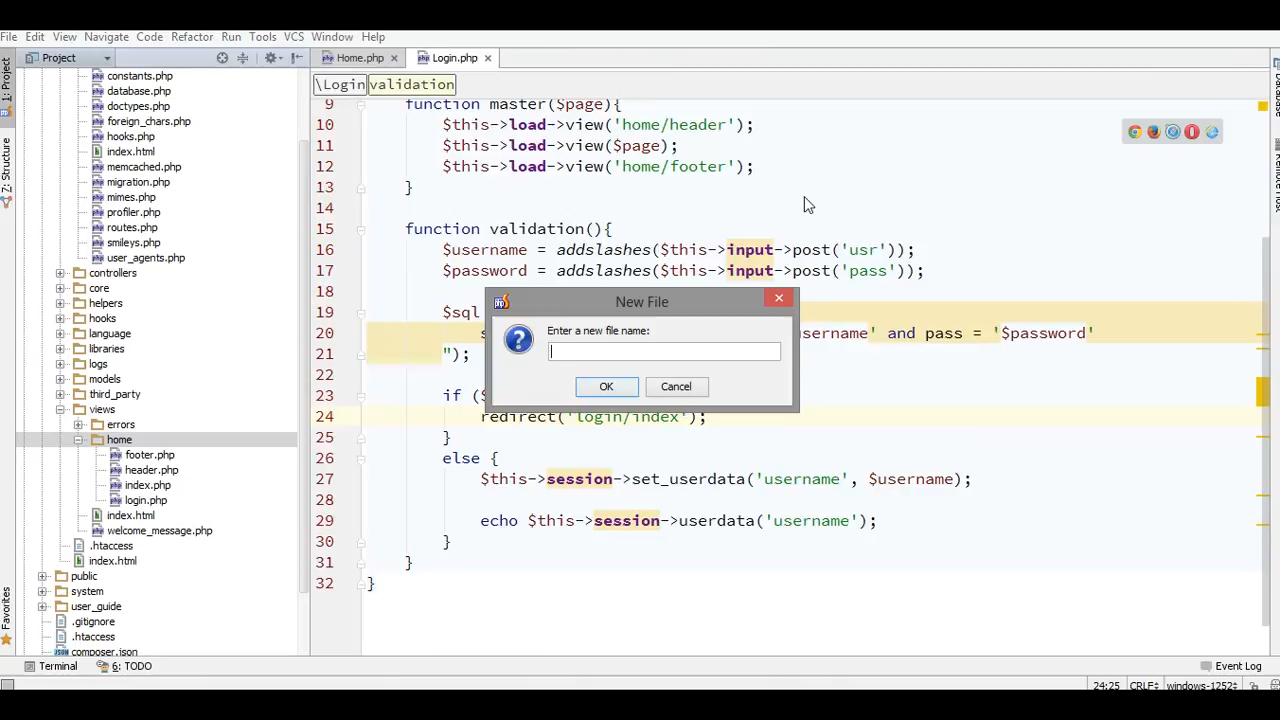 File Edit View Navigate Code Refactor Run Tools VCS Window Help
Project
Home.php
Login.php
\Login
validation
1: Project
7: Structure
Favorites
constants.php
database.php
doctypes.php
foreign_chars.php
hooks.php
index.html
memcached.php
migration.php
mimes.php
profiler.php
routes.php
smileys.php
user_agents.php
controllers
core
helpers
hooks
language
libraries
logs
models
third_party
views
errors
home
footer.php
header.php
index.php
login.php
index.html
welcome_message.php
.htaccess
index.html
public
system
user_guide
.gitignore
.htaccess
composer.json
9 function master($page){
10 $this->load->view('home/header');
11 $this->load->view($page);
12 $this->load->view('home/footer');
13 }
14
15 function validation(){
16 $username = addslashes($this->input->post('usr'));
17 $password = addslashes($this->input->post('pass'));
18
19 $sql
20 s username' and pass = '$password'
21 ");
22
23 if ($
24 redirect('login/index');
25 }
26 else {
27 $this->session->set_userdata('username', $username);
28
29 echo $this->session->userdata('username');
30 }
31 }
32 }
New File
Enter a new file name:
OK
Cancel
Terminal
6: TODO
Event Log
24:25 CRLF windows-1252